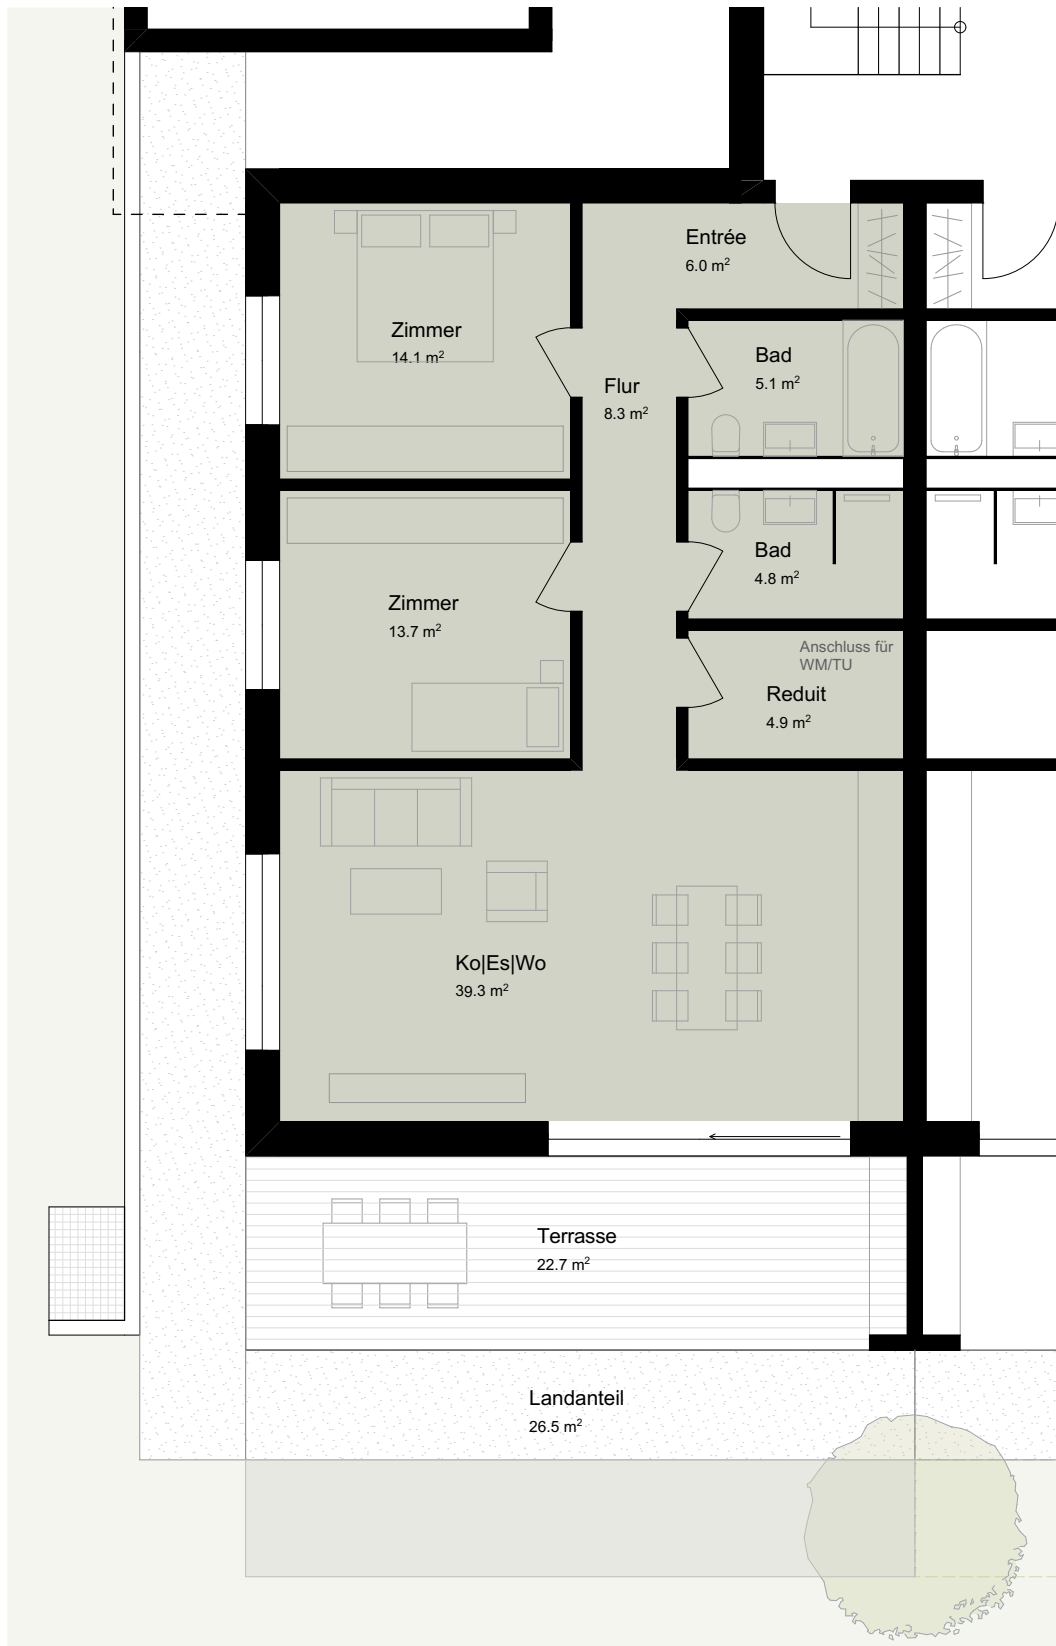 Entrée
6.0 m²
Zimmer
14.1 m²
Bad
5.1 m²
Flur
8.3 m²
Bad
4.8 m²
Zimmer
13.7 m²
Anschluss für
WM/TU
Reduit
4.9 m²
Ko|Es|Wo
39.3 m²
Terrasse
22.7 m²
Landanteil
26.5 m²